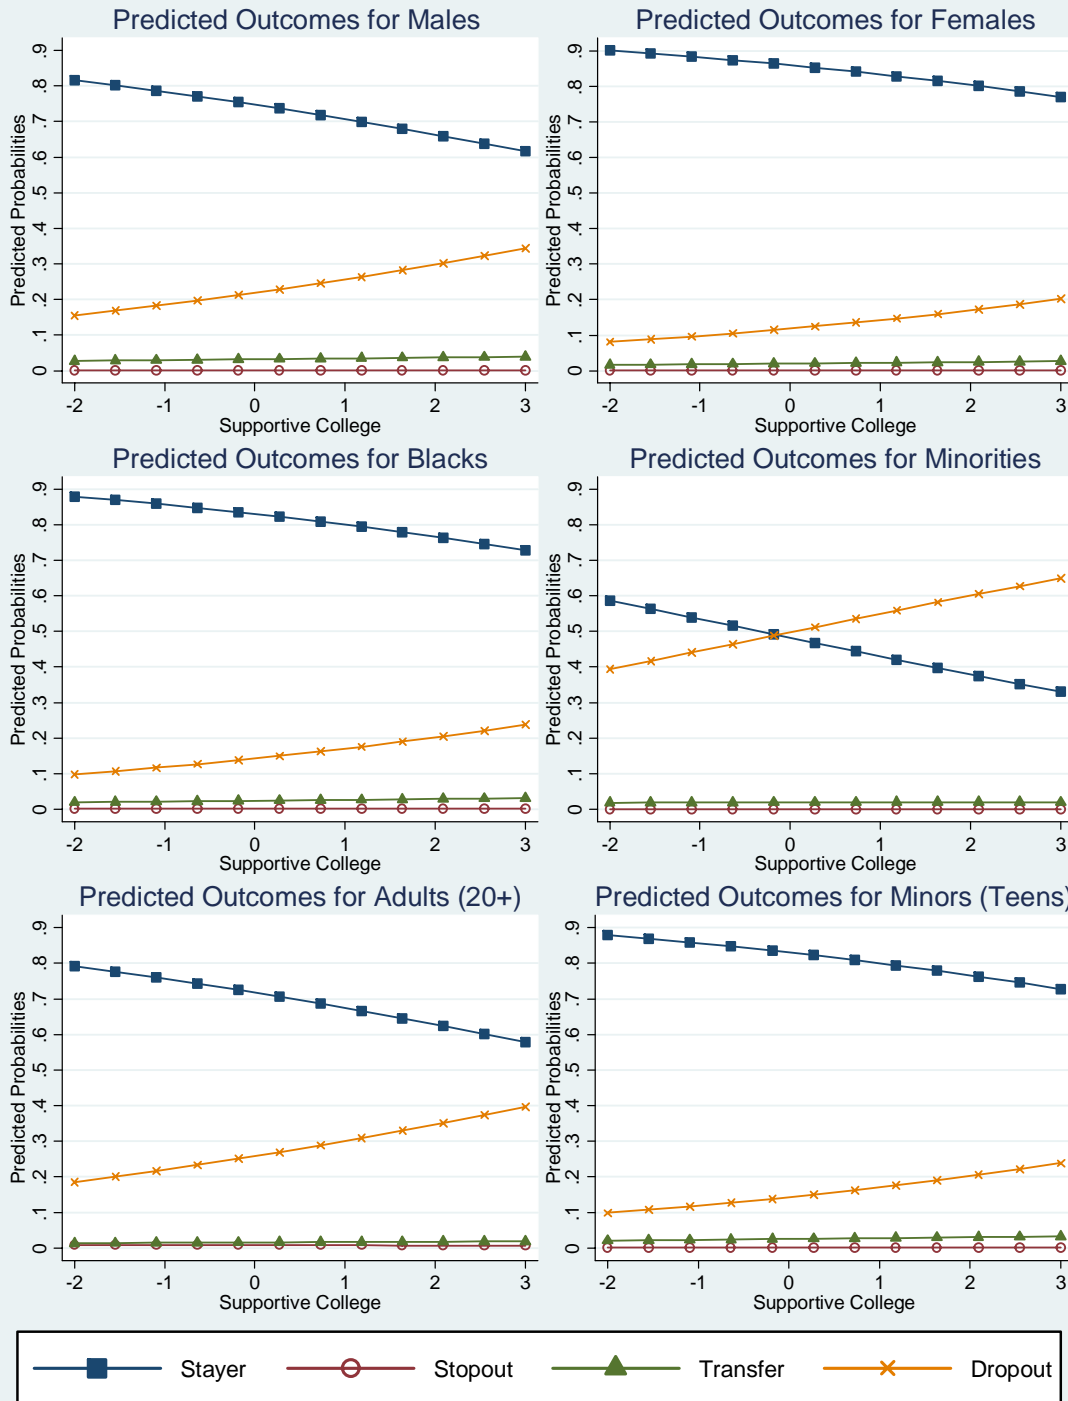 Predicted Outcomes for Males
.9
.8
.7
.6
.5
.4
.3
.2
.1
0
Predicted Probabilities
-2 -1 0 1 2 3
Supportive College
Predicted Outcomes for Females
.9
.8
.7
.6
.5
.4
.3
.2
.1
0
Predicted Probabilities
-2 -1 0 1 2 3
Supportive College
Predicted Outcomes for Blacks
.9
.8
.7
.6
.5
.4
.3
.2
.1
0
Predicted Probabilities
-2 -1 0 1 2 3
Supportive College
Predicted Outcomes for Minorities
.9
.8
.7
.6
.5
.4
.3
.2
.1
0
Predicted Probabilities
-2 -1 0 1 2 3
Supportive College
Predicted Outcomes for Adults (20+)
.9
.8
.7
.6
.5
.4
.3
.2
.1
0
Predicted Probabilities
-2 -1 0 1 2 3
Supportive College
Predicted Outcomes for Minors (Teens)
.9
.8
.7
.6
.5
.4
.3
.2
.1
0
Predicted Probabilities
-2 -1 0 1 2 3
Supportive College
Stayer Stopout Transfer Dropout